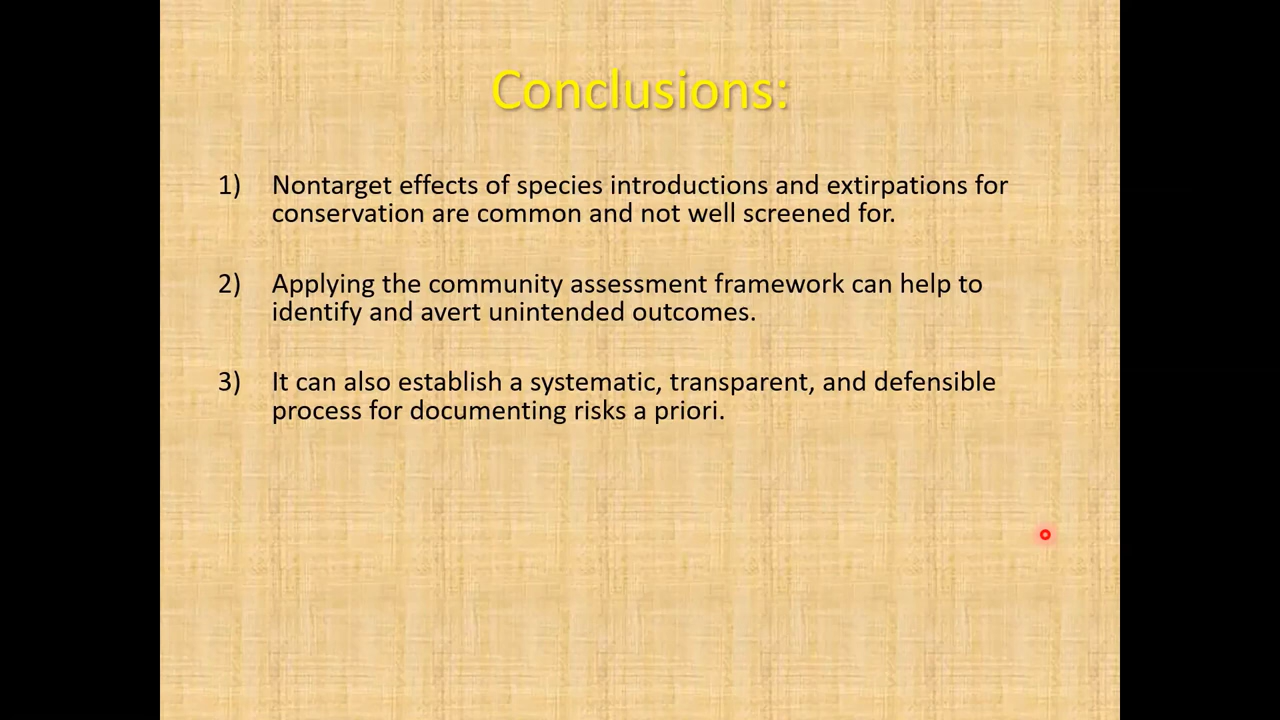 Conclusions:
1) Nontarget effects of species introductions and extirpations for
conservation are common and not well screened for.
2) Applying the community assessment framework can help to
identify and avert unintended outcomes.
3) It can also establish a systematic, transparent, and defensible
process for documenting risks a priori.